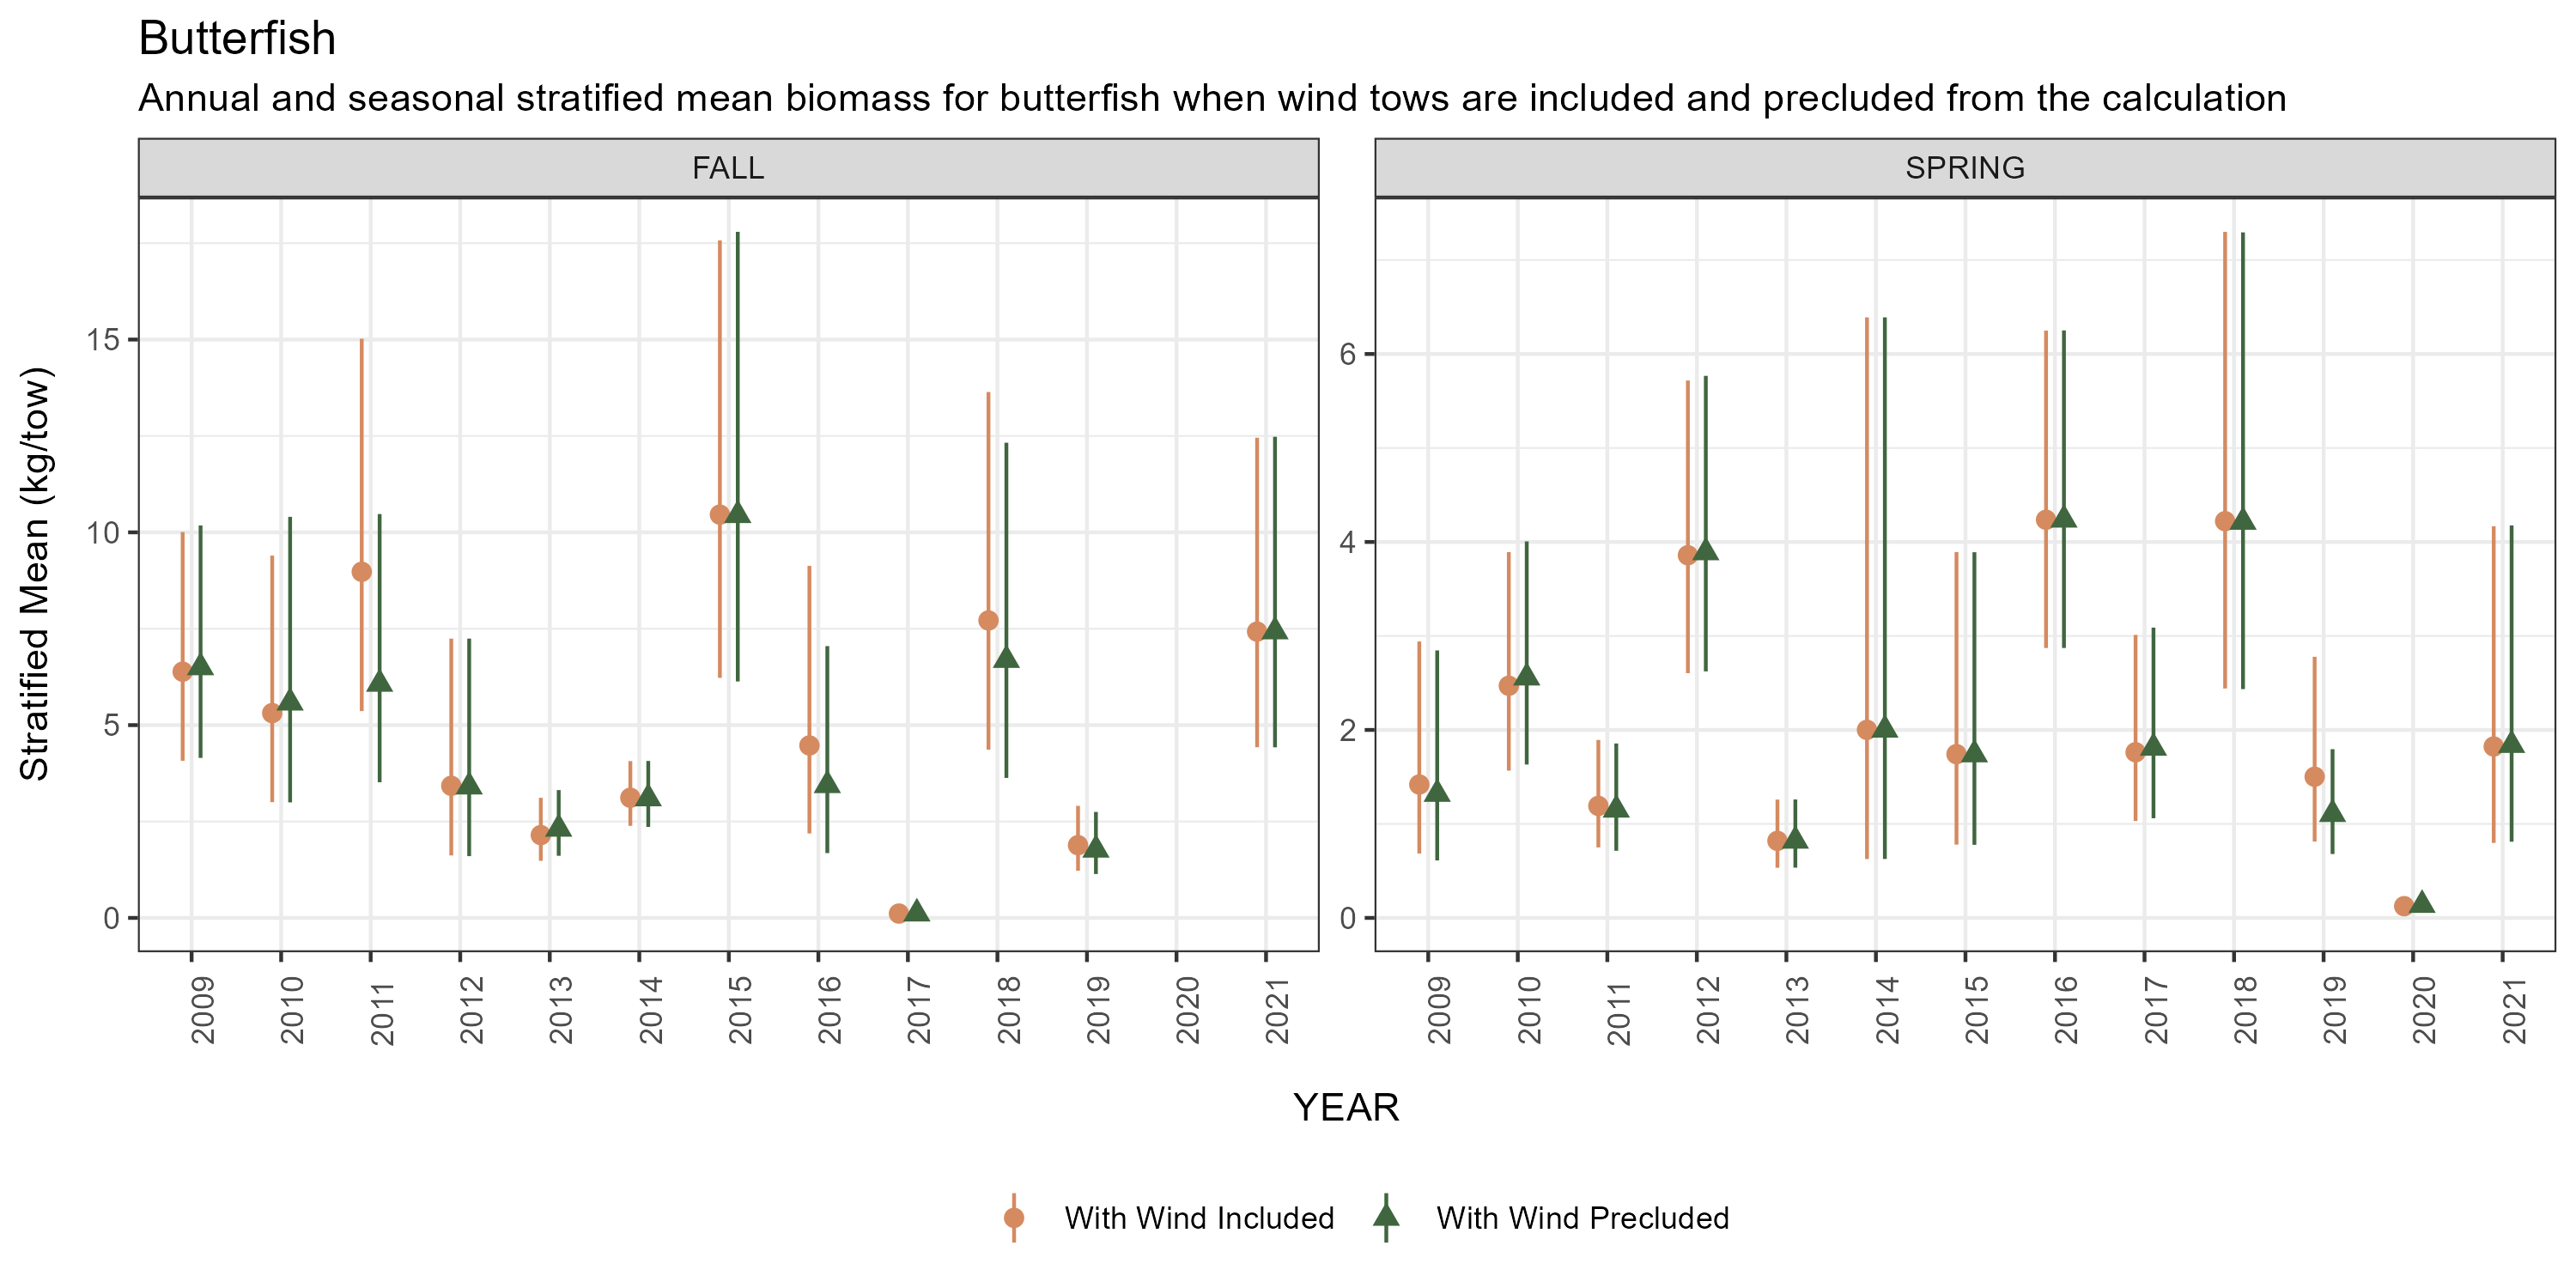 Butterfish
Annual and seasonal stratified mean biomass for butterfish when wind tows are included and precluded from the calculation
FALL
SPRING
Stratified Mean (kg/tow)
15
10
5
0
6
4
2
0
2009 2010 2011 2012 2013 2014 2015 2016 2017 2018 2019 2020 2021
2009 2010 2011 2012 2013 2014 2015 2016 2017 2018 2019 2020 2021
YEAR
With Wind Included
With Wind Precluded